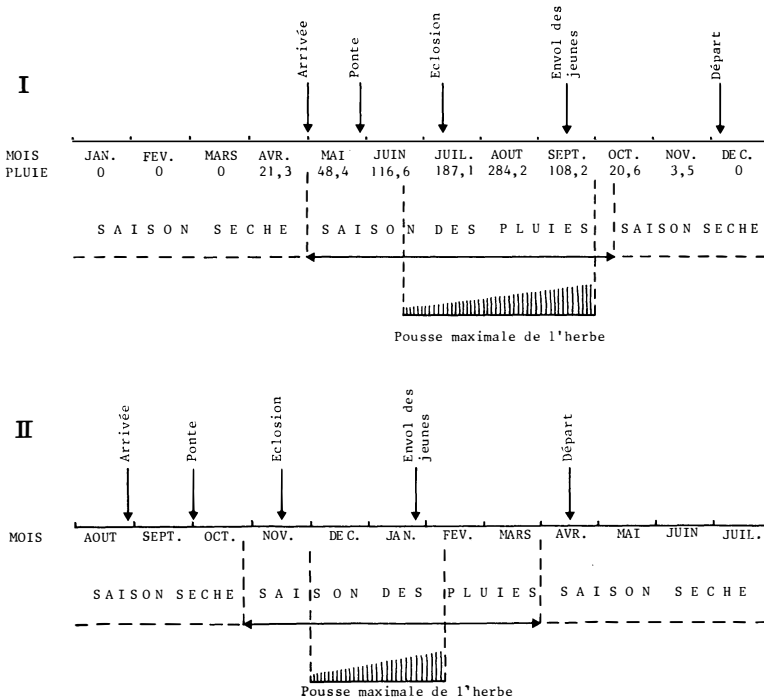 I
Arrivée
Ponte
Eclosion
Envol des
jeunes
Départ
MOIS JAN. FEV. MARS AVR. MAI JUIN JUIL. AOUT SEPT. OCT. NOV. DEC.
PLUIE 0 0 0 21,3 48,4 116,6 187,1 284,2 108,2 20,6 3,5 0
SAISON SECHE SAISON DES PLUIES SAISON SECHE
Pousse maximale de l'herbe
II
Arrivée
Ponte
Eclosion
Envol des
jeunes
Départ
MOIS AOUT SEPT. OCT. NOV. DEC. JAN. FEV. MARS AVR. MAI JUIN JUIL.
SAISON SECHE SAISON DES PLUIES SAISON SECHE
Pousse maximale de l'herbe